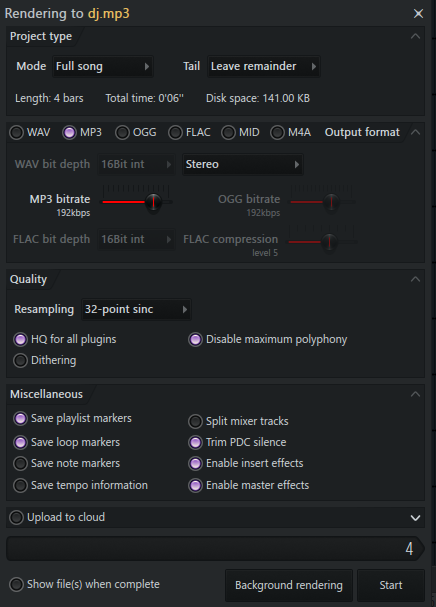 Rendering to dj.mp3
Project type
Mode Full song Tail Leave remainder
Length: 4 bars Total time: 0'06'' Disk space: 141.00 KB
WAV MP3 OGG FLAC MID M4A Output format
WAV bit depth 16Bit int Stereo
MP3 bitrate OGG bitrate
192kbps 192kbps
FLAC bit depth 16Bit int FLAC compression
level 5
Quality
Resampling 32-point sinc
HQ for all plugins Disable maximum polyphony
Dithering
Miscellaneous
Save playlist markers Split mixer tracks
Save loop markers Trim PDC silence
Save note markers Enable insert effects
Save tempo information Enable master effects
Upload to cloud
4
Show file(s) when complete Background rendering Start